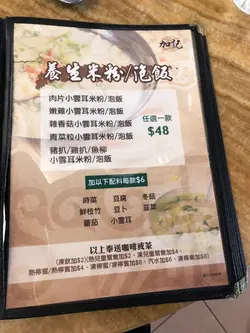 加記
養生米粉/泡飯
肉片小雲耳米粉/泡飯
嫩雞小雲耳米粉/泡飯
雜香菇小雲耳米粉/泡飯
青菜粒小雲耳米粉/泡飯
豬扒/雞扒/魚柳
小雲耳米粉/泡飯
任選一款
$48
加以下配料每款$6
時菜 豆腐 冬菇
鮮枝竹 豆卜 韮菜
蕃茄 小雲耳
以上奉送咖啡或茶